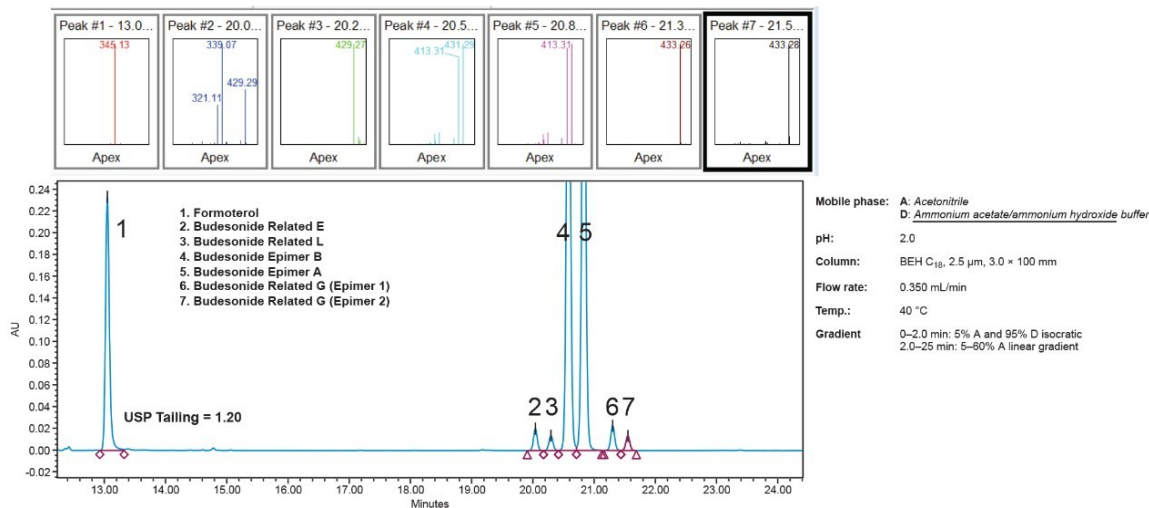 Peak #1 - 13.0...
345.13
Apex
Peak #2 - 20.0...
339.07
321.11
429.29
Apex
Peak #3 - 20.2...
429.27
Apex
Peak #4 - 20.5...
431.29
413.31
Apex
Peak #5 - 20.8...
413.31
Apex
Peak #6 - 21.3...
433.26
Apex
Peak #7 - 21.5...
433.28
Apex
0.24
0.22
0.20
0.18
0.16
0.14
0.12
0.10
0.08
0.06
0.04
0.02
0.00
-0.02
AU
1
1. Formoterol
2. Budesonide Related E
3. Budesonide Related L
4. Budesonide Epimer B
5. Budesonide Epimer A
6. Budesonide Related G (Epimer 1)
7. Budesonide Related G (Epimer 2)
USP Tailing = 1.20
2 3
4 5
6 7
13.00 14.00 15.00 16.00 17.00 18.00 19.00 20.00 21.00 22.00 23.00 24.00
Minutes
Mobile phase: A: Acetonitrile
D: Ammonium acetate/ammonium hydroxide buffer
pH: 2.0
Column: BEH C₁₈, 2.5 µm, 3.0 × 100 mm
Flow rate: 0.350 mL/min
Temp.: 40 °C
Gradient 0–2.0 min: 5% A and 95% D isocratic
2.0–25 min: 5–60% A linear gradient